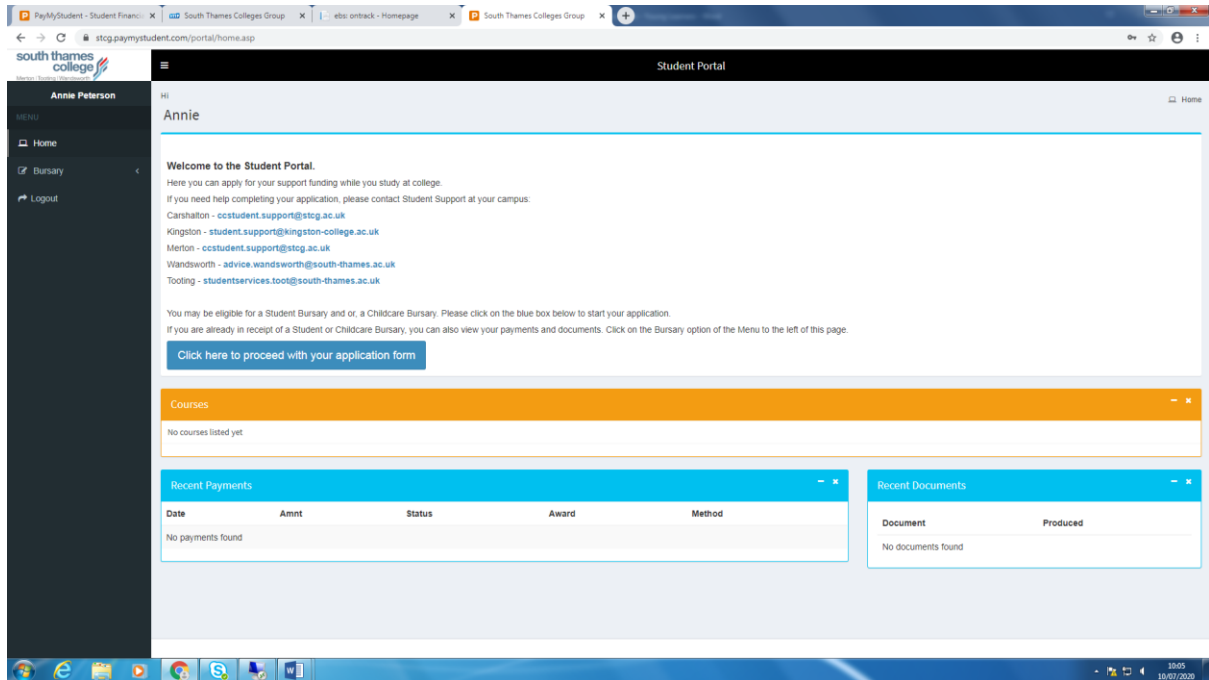 PayMyStudent - Student Financi
South Thames Colleges Group
ebs: ontrack - Homepage
South Thames Colleges Group
stcg.paymystudent.com/portal/home.asp
south thames
college
Merton | Tooting | Wandsworth
Student Portal
Annie Peterson
MENU
Home
Bursary
Logout
Hi
Annie
Home
Welcome to the Student Portal.
Here you can apply for your support funding while you study at college.
If you need help completing your application, please contact Student Support at your campus:
Carshalton - ccstudent.support@stcg.ac.uk
Kingston - student.support@kingston-college.ac.uk
Merton - ccstudent.support@stcg.ac.uk
Wandsworth - advice.wandsworth@south-thames.ac.uk
Tooting - studentservices.toot@south-thames.ac.uk
You may be eligible for a Student Bursary and or, a Childcare Bursary. Please click on the blue box below to start your application.
If you are already in receipt of a Student or Childcare Bursary, you can also view your payments and documents. Click on the Bursary option of the Menu to the left of this page.
Click here to proceed with your application form
Courses
No courses listed yet
Recent Payments
Date Amnt Status Award Method
No payments found
Recent Documents
Document Produced
No documents found
10:05
10/07/2020